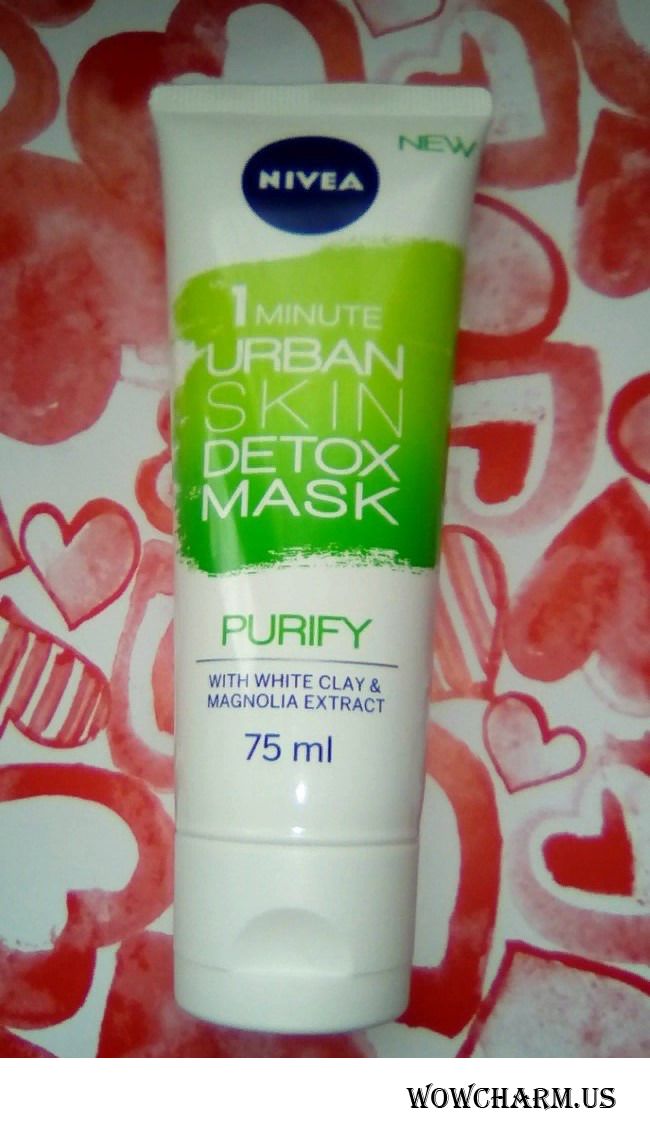 NEW
NIVEA
1 MINUTE
URBAN
SKIN
DETOX
MASK
PURIFY
WITH WHITE CLAY &
MAGNOLIA EXTRACT
75 ml
WOWCHARM.US